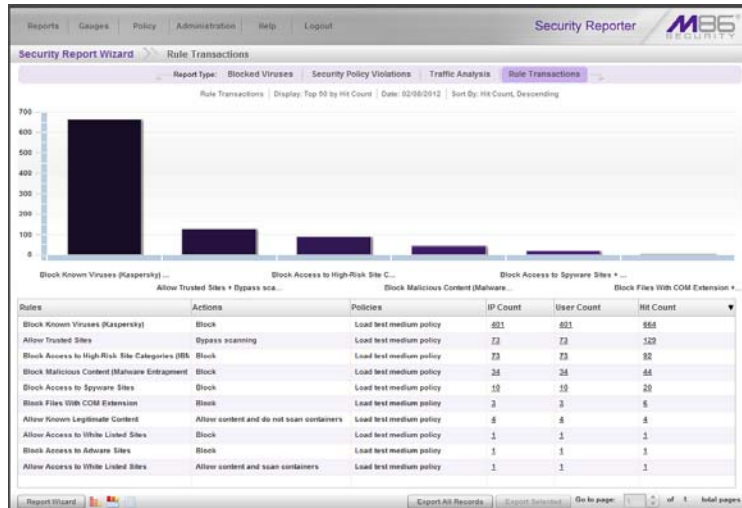 Reports Gauges Policy Administration Help Logout
Security Reporter
M86 SECURITY
Security Report Wizard Rule Transactions
Report Type: Blocked Viruses Security Policy Violations Traffic Analysis Rule Transactions
Rule Transactions Display: Top 50 by Hit Count Date: 02/08/2012 Sort By: Hit Count, Descending
700
600
500
400
300
200
100
0
Block Known Viruses (Kaspersky) ...
Block Access to High-Risk Site C...
Block Access to Spyware Sites + ...
Allow Trusted Sites + Bypass sca...
Block Malicious Content (Malware...
Block Files With COM Extension +...
Rules Actions Policies IP Count User Count Hit Count ▼
Block Known Viruses (Kaspersky) Block Load test medium policy 401 401 664
Allow Trusted Sites Bypass scanning Load test medium policy 73 73 129
Block Access to High-Risk Site Categories (IBM Block Load test medium policy 73 73 92
Block Malicious Content (Malware Entrapment Block Load test medium policy 34 34 44
Block Access to Spyware Sites Block Load test medium policy 10 10 20
Block Files With COM Extension Block Load test medium policy 3 3 6
Allow Known Legitimate Content Allow content and do not scan containers Load test medium policy 4 4 4
Allow Access to White Listed Sites Block Load test medium policy 1 1 1
Block Access to Adware Sites Block Load test medium policy 1 1 1
Allow Access to White Listed Sites Allow content and scan containers Load test medium policy 1 1 1
Report Wizard Export All Records Export Selected Go to page: 1 of 1 total pages